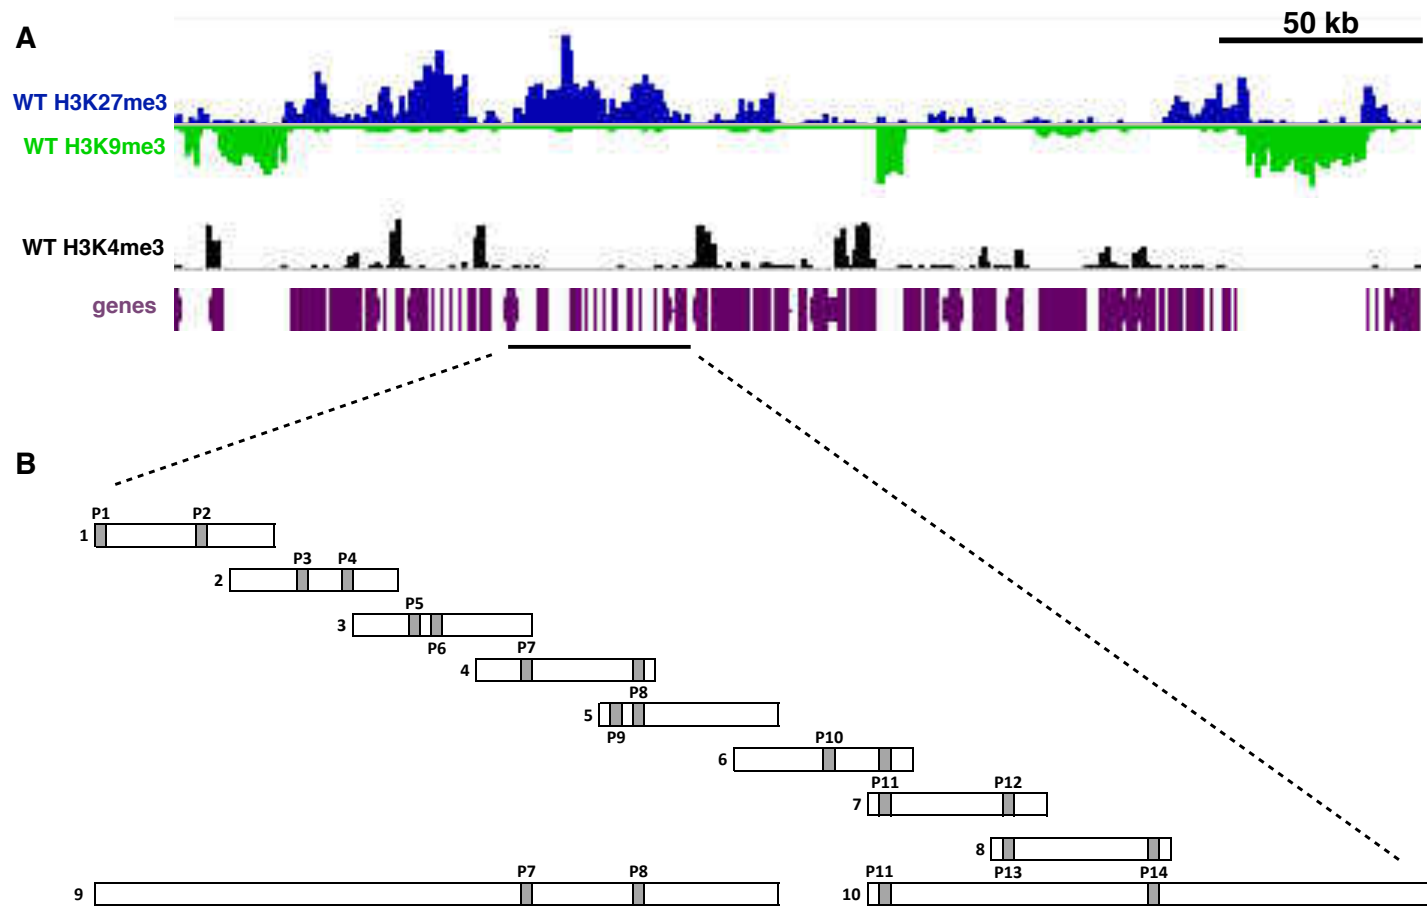 A
50 kb
WT H3K27me3
WT H3K9me3
WT H3K4me3
genes
B
P1 P2
1
P3 P4
2
P5
3
P6 P7
4
P8
5
P9 P10
6
P11 P12
7
8
P7 P8 P11 P13 P14
9 10